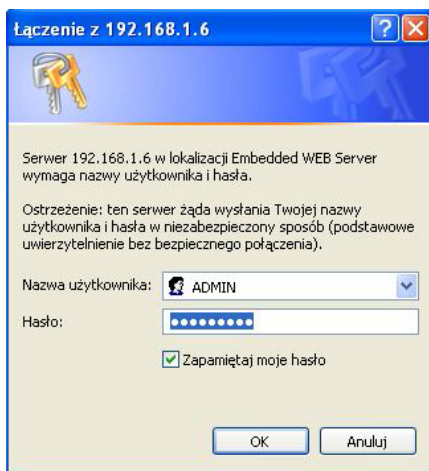 Łączenie z 192.168.1.6
Serwer 192.168.1.6 w lokalizacji Embedded WEB Server
wymaga nazwy użytkownika i hasła.
Ostrzeżenie: ten serwer żąda wysłania Twojej nazwy
użytkownika i hasła w niezabezpieczony sposób (podstawowe
uwierzytelnienie bez bezpiecznego połączenia).
Nazwa użytkownika: ADMIN
Hasło: •••••••••
Zapamiętaj moje hasło
OK Anuluj